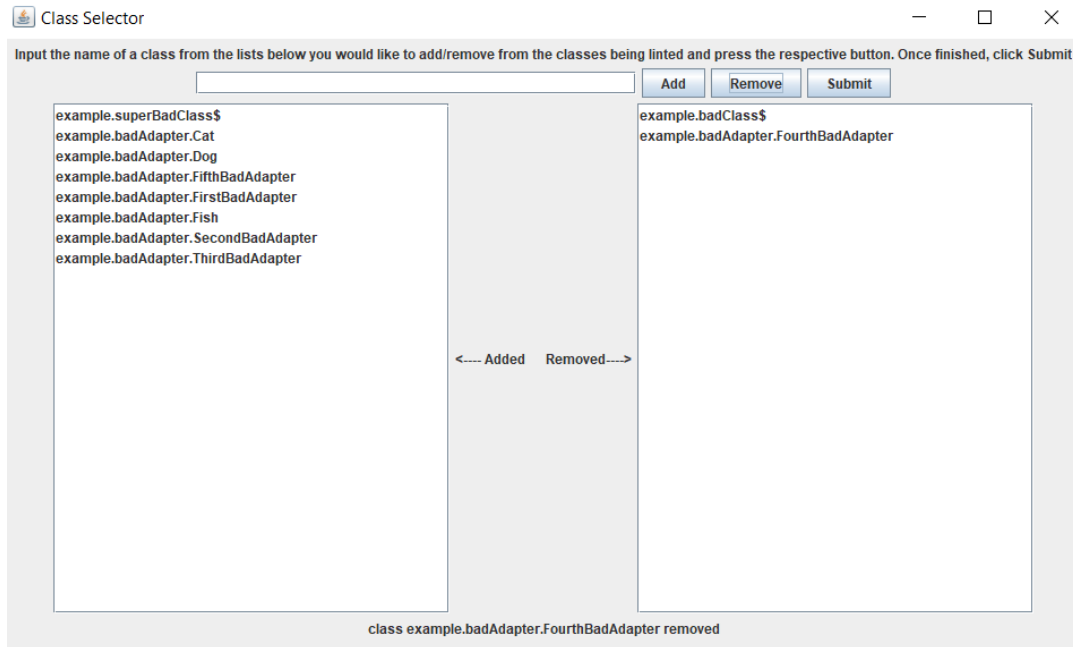 Class Selector
Input the name of a class from the lists below you would like to add/remove from the classes being linted and press the respective button. Once finished, click Submit
Add Remove Submit
example.superBadClass$
example.badAdapter.Cat
example.badAdapter.Dog
example.badAdapter.FifthBadAdapter
example.badAdapter.FirstBadAdapter
example.badAdapter.Fish
example.badAdapter.SecondBadAdapter
example.badAdapter.ThirdBadAdapter
<---- Added Removed---->
example.badClass$
example.badAdapter.FourthBadAdapter
class example.badAdapter.FourthBadAdapter removed